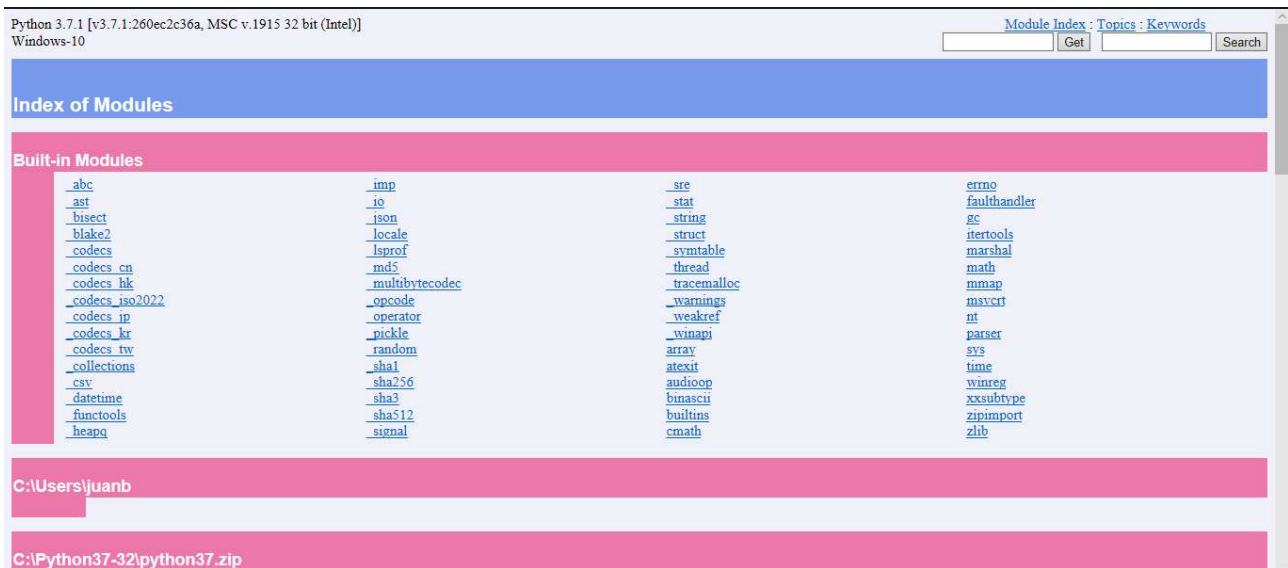 Python 3.7.1 [v3.7.1:260ec2c36a, MSC v.1915 32 bit (Intel)]
Windows-10
Module Index : Topics : Keywords
Get Search
Index of Modules
Built-in Modules
_abc _imp _sre errno
_ast _io _stat faulthandler
_bisect _json _string gc
_blake2 _locale _struct itertools
_codecs _lsprof _symtable marshal
_codecs_cn _md5 _thread math
_codecs_hk _multibytecodec _tracemalloc mmap
_codecs_iso2022 _opcode _warnings msvcrt
_codecs_jp _operator _weakref nt
_codecs_kr _pickle _winapi parser
_codecs_tw _random array sys
_collections _sha1 atexit time
_csv _sha256 audioop winreg
_datetime _sha3 binascii xxsubtype
_functools _sha512 builtins zipimport
_heapq _signal cmath zlib
C:\Users\juanb
C:\Python37-32\python37.zip